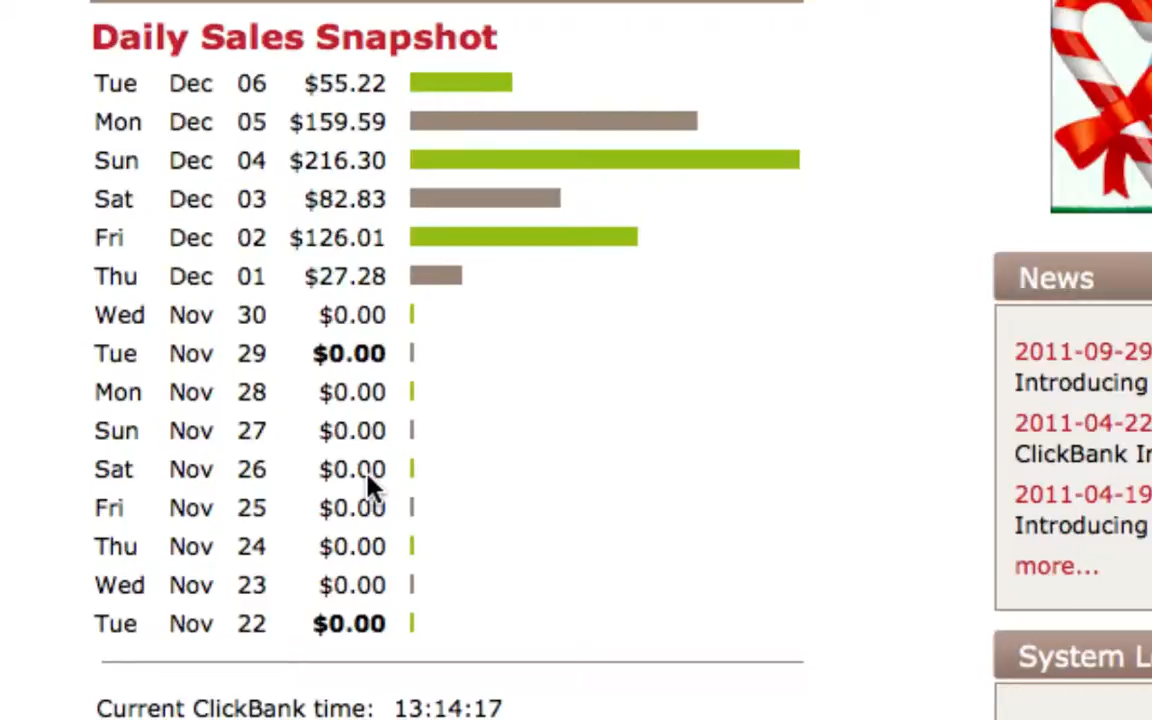 Daily Sales Snapshot
Tue Dec 06 $55.22
Mon Dec 05 $159.59
Sun Dec 04 $216.30
Sat Dec 03 $82.83
Fri Dec 02 $126.01
Thu Dec 01 $27.28
Wed Nov 30 $0.00
Tue Nov 29 $0.00
Mon Nov 28 $0.00
Sun Nov 27 $0.00
Sat Nov 26 $0.00
Fri Nov 25 $0.00
Thu Nov 24 $0.00
Wed Nov 23 $0.00
Tue Nov 22 $0.00
Current ClickBank time: 13:14:17
News
2011-09-29
Introducing
2011-04-22
ClickBank
2011-04-19
Introducing
more...
System